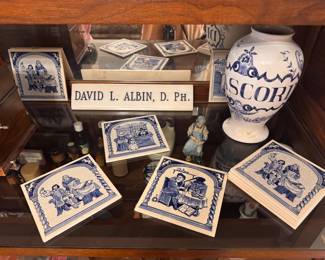 DAVID L. ALBIN, D. PH.
SCORI